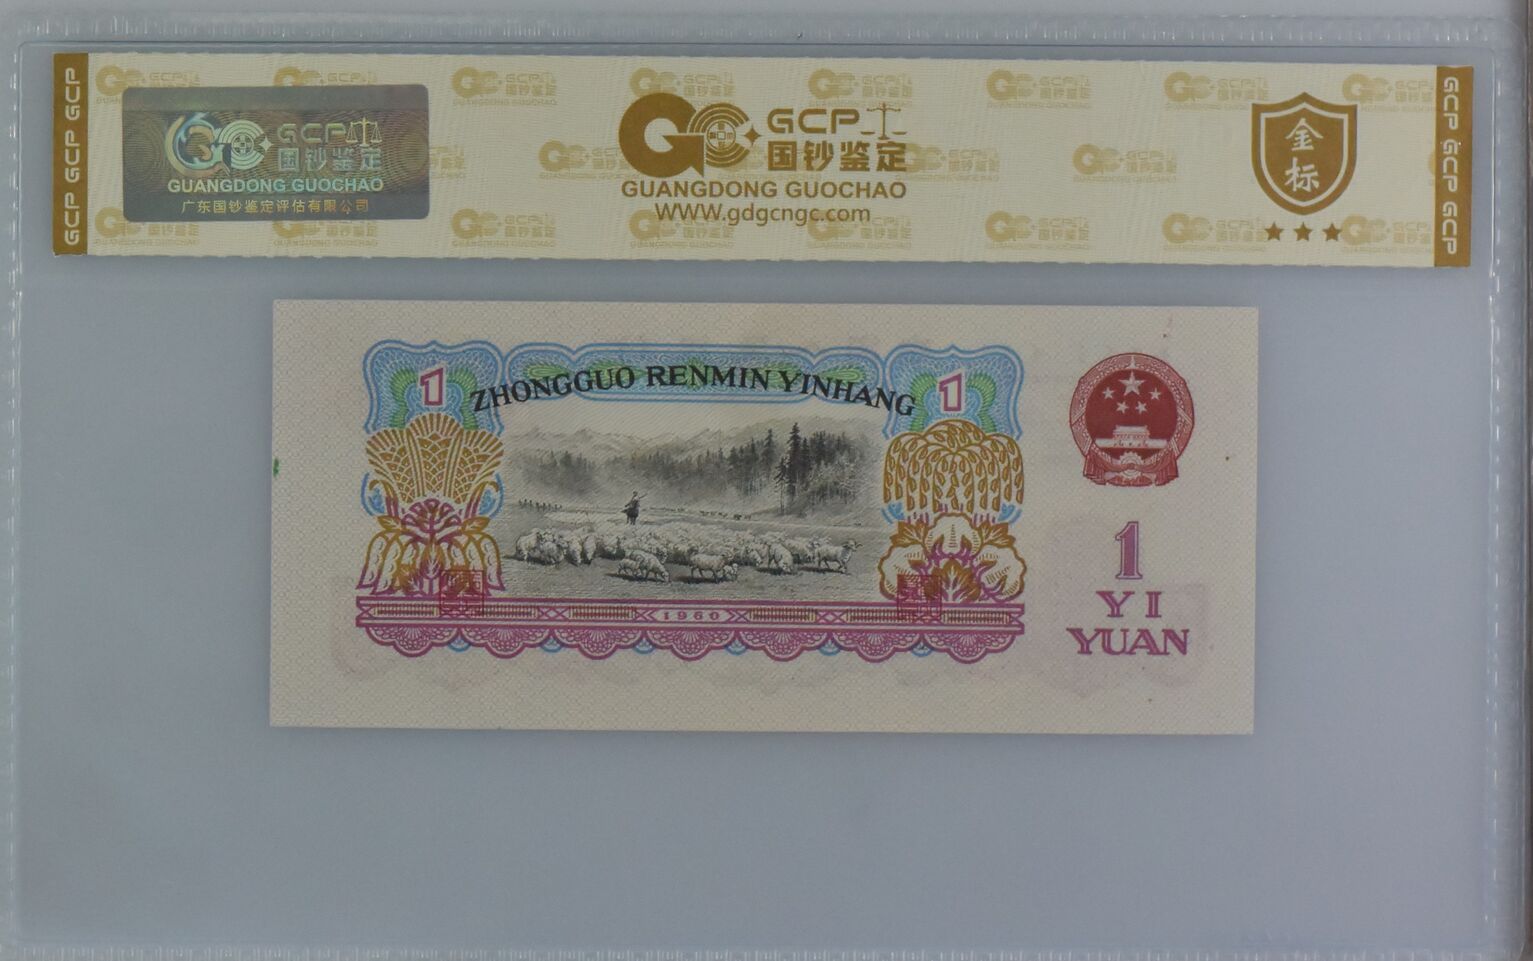 GCP GCP GCP
GCP 国钞鉴定
GUANGDONG GUOCHAO
广东国钞鉴定评估有限公司
GCP
国钞鉴定
GUANGDONG GUOCHAO
WWW.gdgcngc.com
金标
GCP GCP GCP
ZHONGGUO RENMIN YINHANG
1
1
1960
1
YI
YUAN